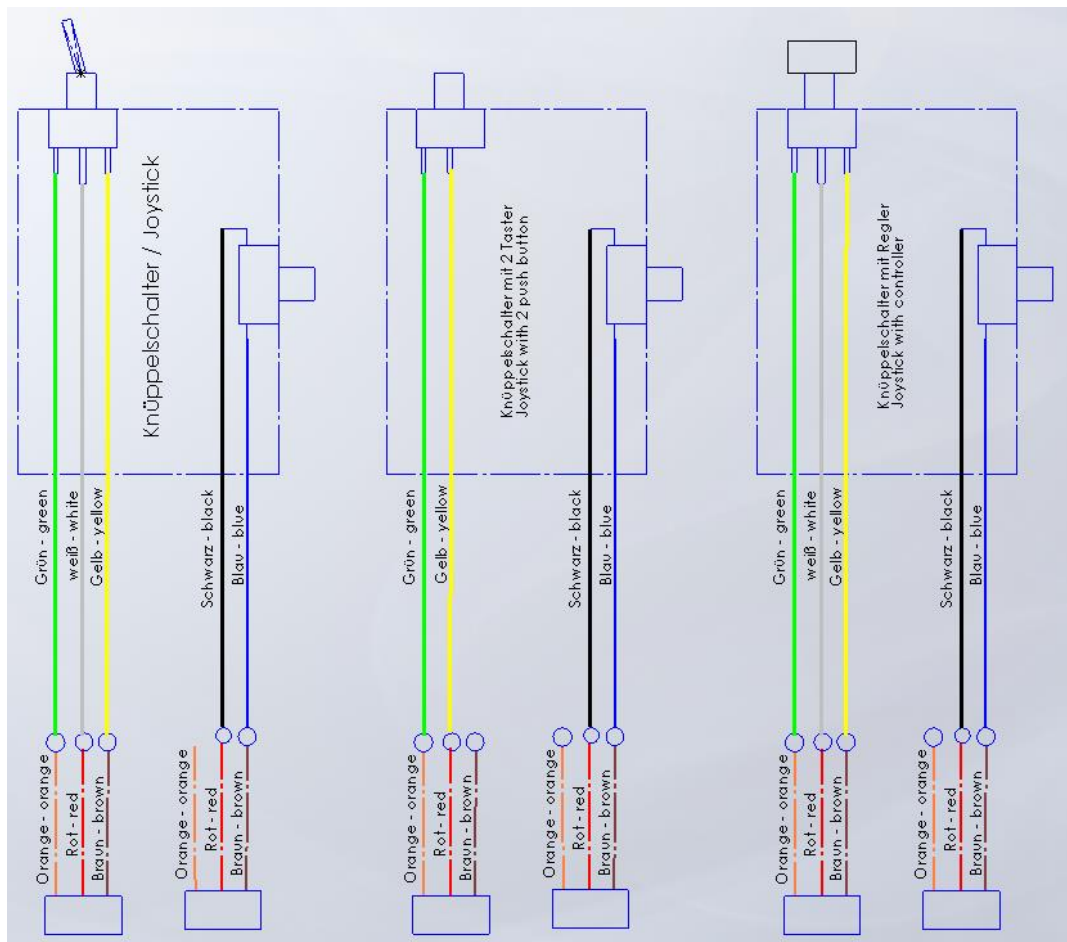 Knüppelschalter / Joystick
Grün - green
weiß - white
Gelb - yellow
Schwarz - black
Blau - blue
Orange - orange
Rot - red
Braun - brown
Orange - orange
Rot - red
Braun - brown
Knüppelschalter mit 2 Taster
Joystick with 2 push button
Grün - green
Gelb - yellow
Schwarz - black
Blau - blue
Orange - orange
Rot - red
Braun - brown
Orange - orange
Rot - red
Braun - brown
Knüppelschalter mit Regler
Joystick with controller
Grün - green
weiß - white
Gelb - yellow
Schwarz - black
Blau - blue
Orange - orange
Rot - red
Braun - brown
Orange - orange
Rot - red
Braun - brown